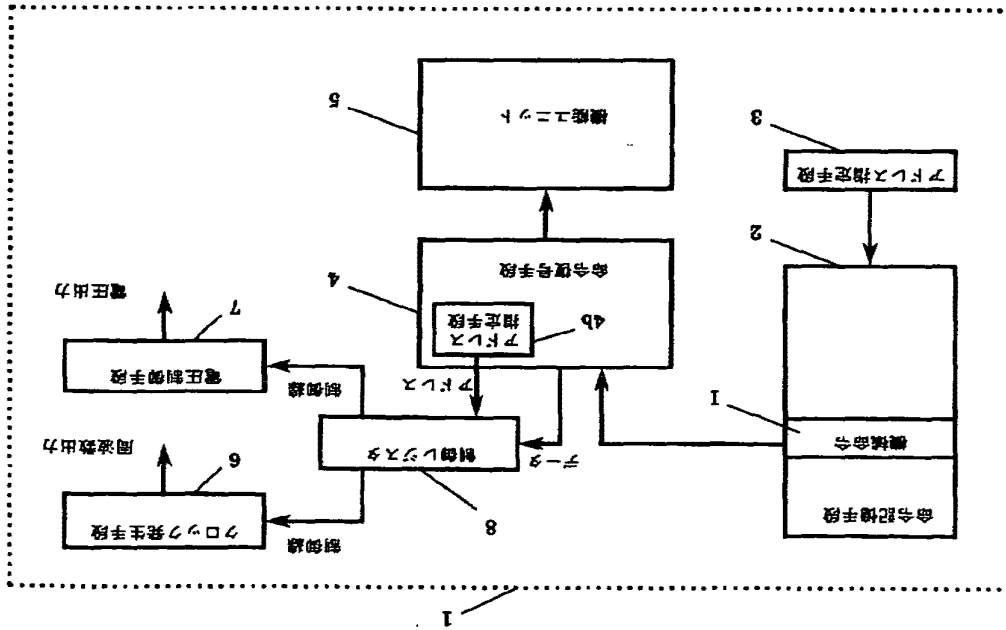 1
命令記憶手段
機械命令
I
2
アドレス指定手段
3
データ
アドレス
アドレス
指定手段
4b
命令復号手段
4
機能ユニット
5
制御レジスタ
8
制御線
クロック発生手段
6
周波数出力
制御線
電圧制御手段
7
電圧出力